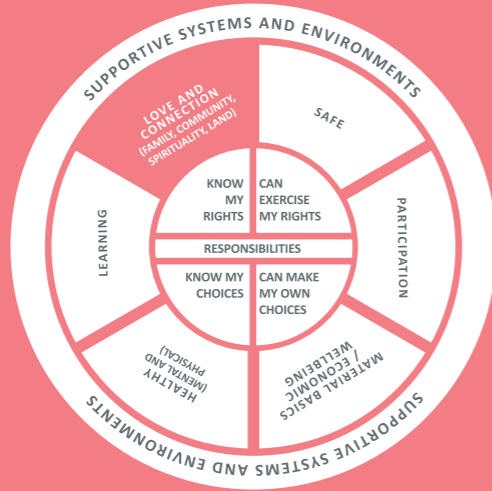 SUPPORTIVE SYSTEMS AND ENVIRONMENTS
LOVE AND
CONNECTION
(FAMILY, COMMUNITY,
SPIRITUALITY, LAND)
SAFE
KNOW
MY
RIGHTS
CAN
EXERCISE
MY RIGHTS
LEARNING
PARTICIPATION
RESPONSIBILITIES
KNOW MY
CHOICES
CAN MAKE
MY OWN
CHOICES
HEALTHY
(MENTAL AND
PHYSICAL)
MATERIAL BASICS
/ ECONOMIC
WELLBEING
SUPPORTIVE SYSTEMS AND ENVIRONMENTS